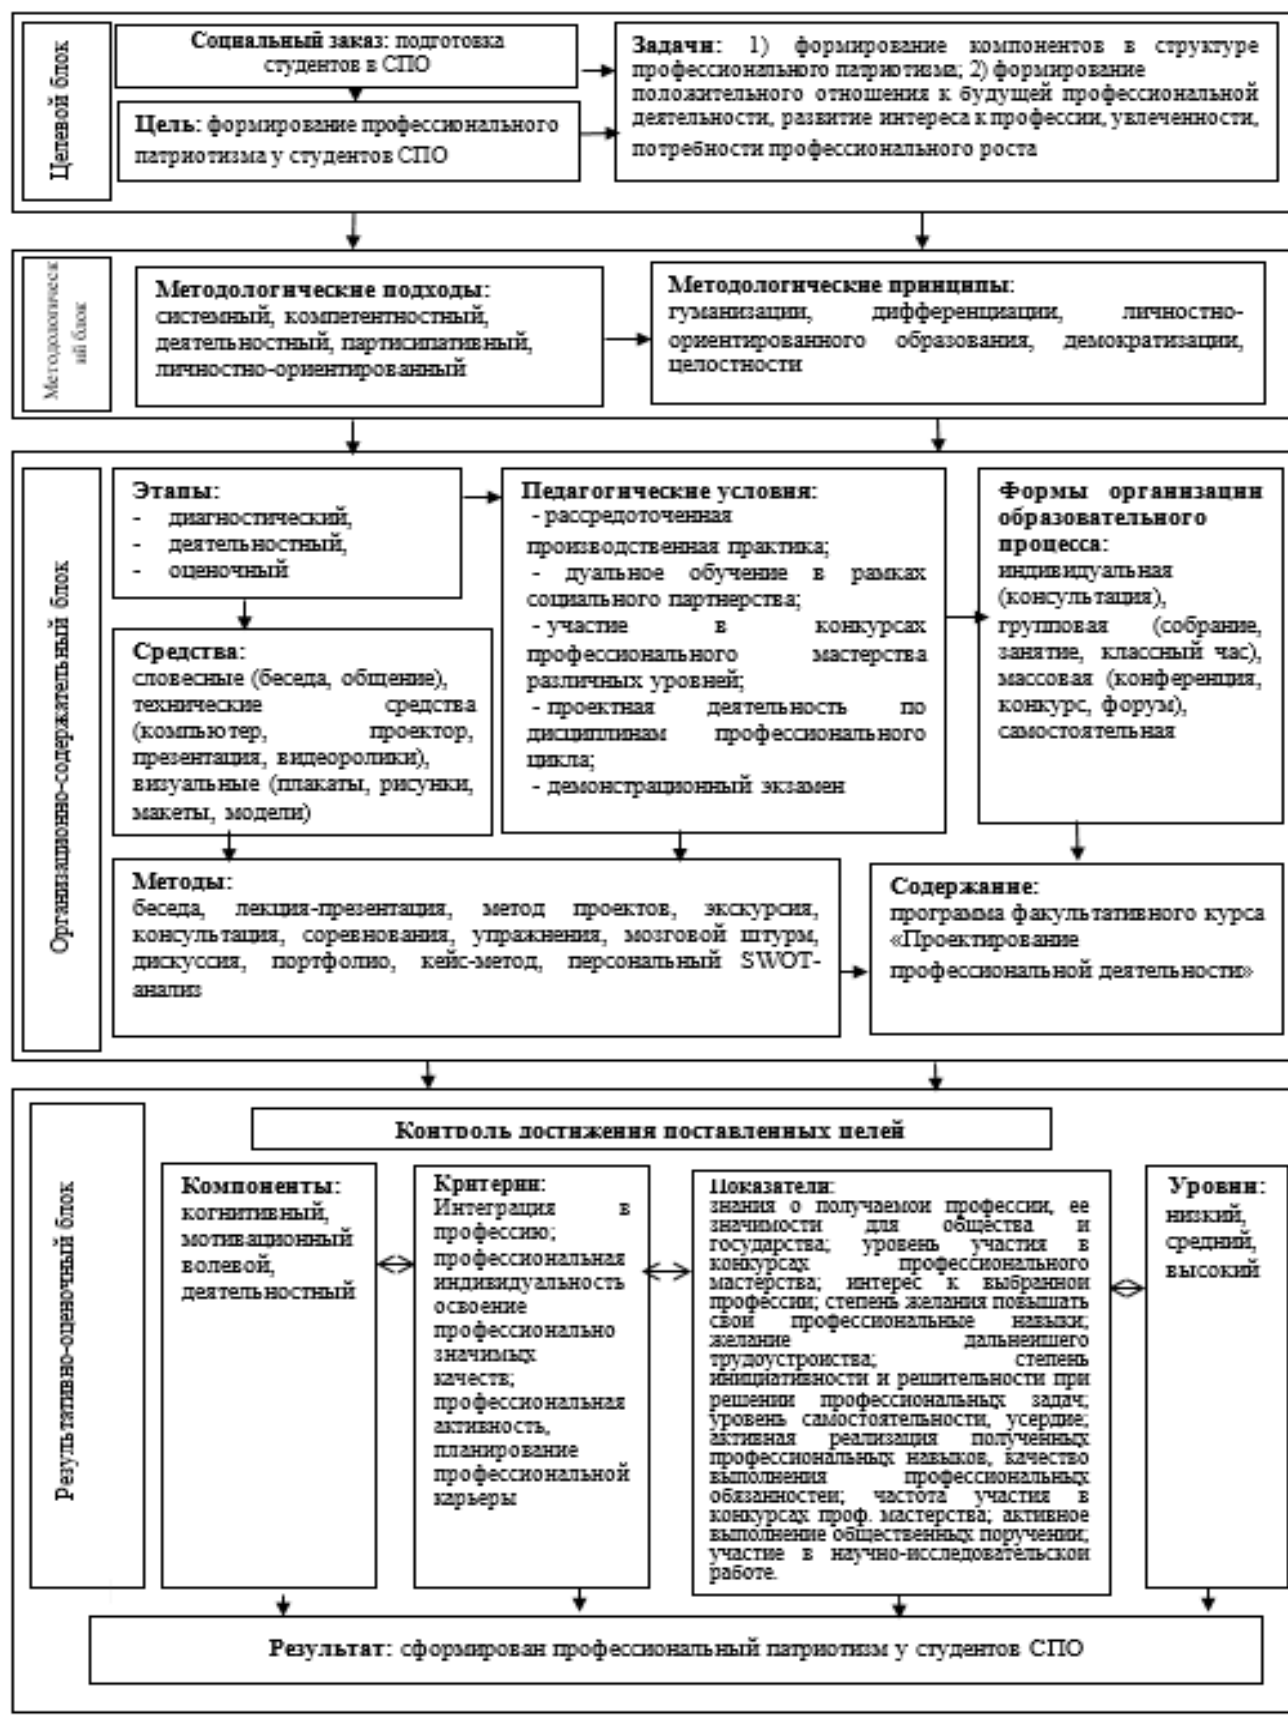 Целевой блок
Социальный заказ: подготовка
студентов в СПО
Цель: формирование профессионального
патриотизма у студентов СПО
Задачи: 1) формирование компонентов в структуре
профессионального патриотизма; 2) формирование
положительного отношения к будущей профессиональной
деятельности, развитие интереса к профессии, увлеченности,
потребности профессионального роста
Методологическ
ий блок
Методологические подходы:
системный, компетентностный,
деятельностный, партисипативный,
личностно-ориентированный
Методологические принципы:
гуманизации, дифференциации, личностно-
ориентированного образования, демократизации,
целостности
Организационно-содержательный блок
Этапы:
- диагностический,
- деятельностный,
- оценочный
Средства:
словесные (беседа, общение),
технические средства
(компьютер, проектор,
презентация, видеоролики),
визуальные (плакаты, рисунки,
макеты, модели)
Педагогические условия:
- рассредоточенная
производственная практика;
- дуальное обучение в рамках
социального партнерства;
- участие в конкурсах
профессионального мастерства
различных уровней;
- проектная деятельность по
дисциплинам профессионального
цикла;
- демонстрационный экзамен
Формы организации
образовательного
процесса:
индивидуальная
(консультация),
групповая (собрание,
занятие, классный час),
массовая (конференция,
конкурс, форум),
самостоятельная
Методы:
беседа, лекция-презентация, метод проектов, экскурсия,
консультация, соревнования, упражнения, мозговой штурм,
дискуссия, портфолио, кейс-метод, персональный SWOT-
анализ
Содержание:
программа факультативного курса
«Проектирование
профессиональной деятельности»
Результативно-оценочный блок
Контроль достижения поставленных целей
Компоненты:
когнитивный,
мотивационный
волевой,
деятельностный
Критерии:
Интеграция в
профессию;
профессиональная
индивидуальность
освоение
профессионально
значимых
качеств;
профессиональная
активность,
планирование
профессиональной
карьеры
Показатели:
знания о получаемой профессии, ее
значимости для общества и
государства; уровень участия в
конкурсах профессионального
мастерства; интерес к выбранной
профессии; степень желания повышать
свои профессиональные навыки;
желание дальнейшего
трудоустройства; степень
инициативности и решительности при
решении профессиональных задач;
уровень самостоятельности, усердие;
активная реализация полученных
профессиональных навыков, качество
выполнения профессиональных
обязанностей; частота участия в
конкурсах проф. мастерства; активное
выполнение общественных поручений;
участие в научно-исследовательской
работе.
Уровни:
низкий,
средний,
высокий
Результат: сформирован профессиональный патриотизм у студентов СПО